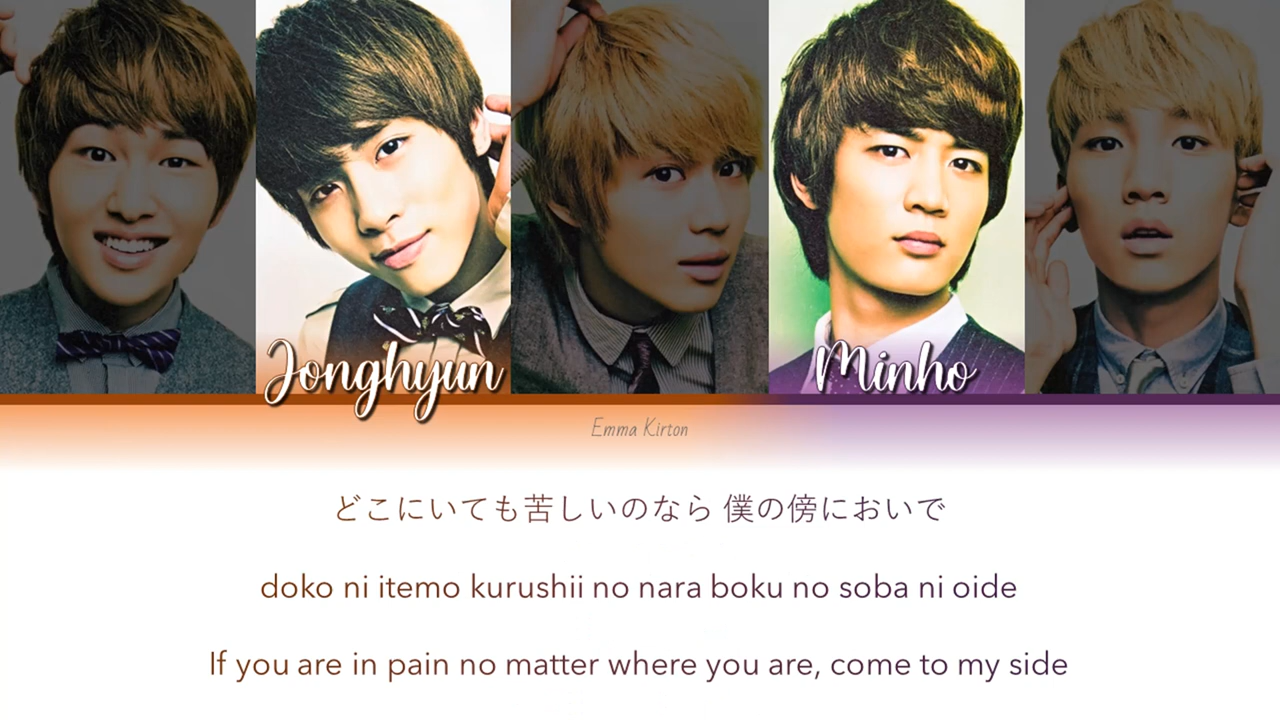 Jonghyun
Minho
Emma Kirton
どこにいても苦しいのなら 僕の傍においで
doko ni itemo kurushii no nara boku no soba ni oide
If you are in pain no matter where you are, come to my side